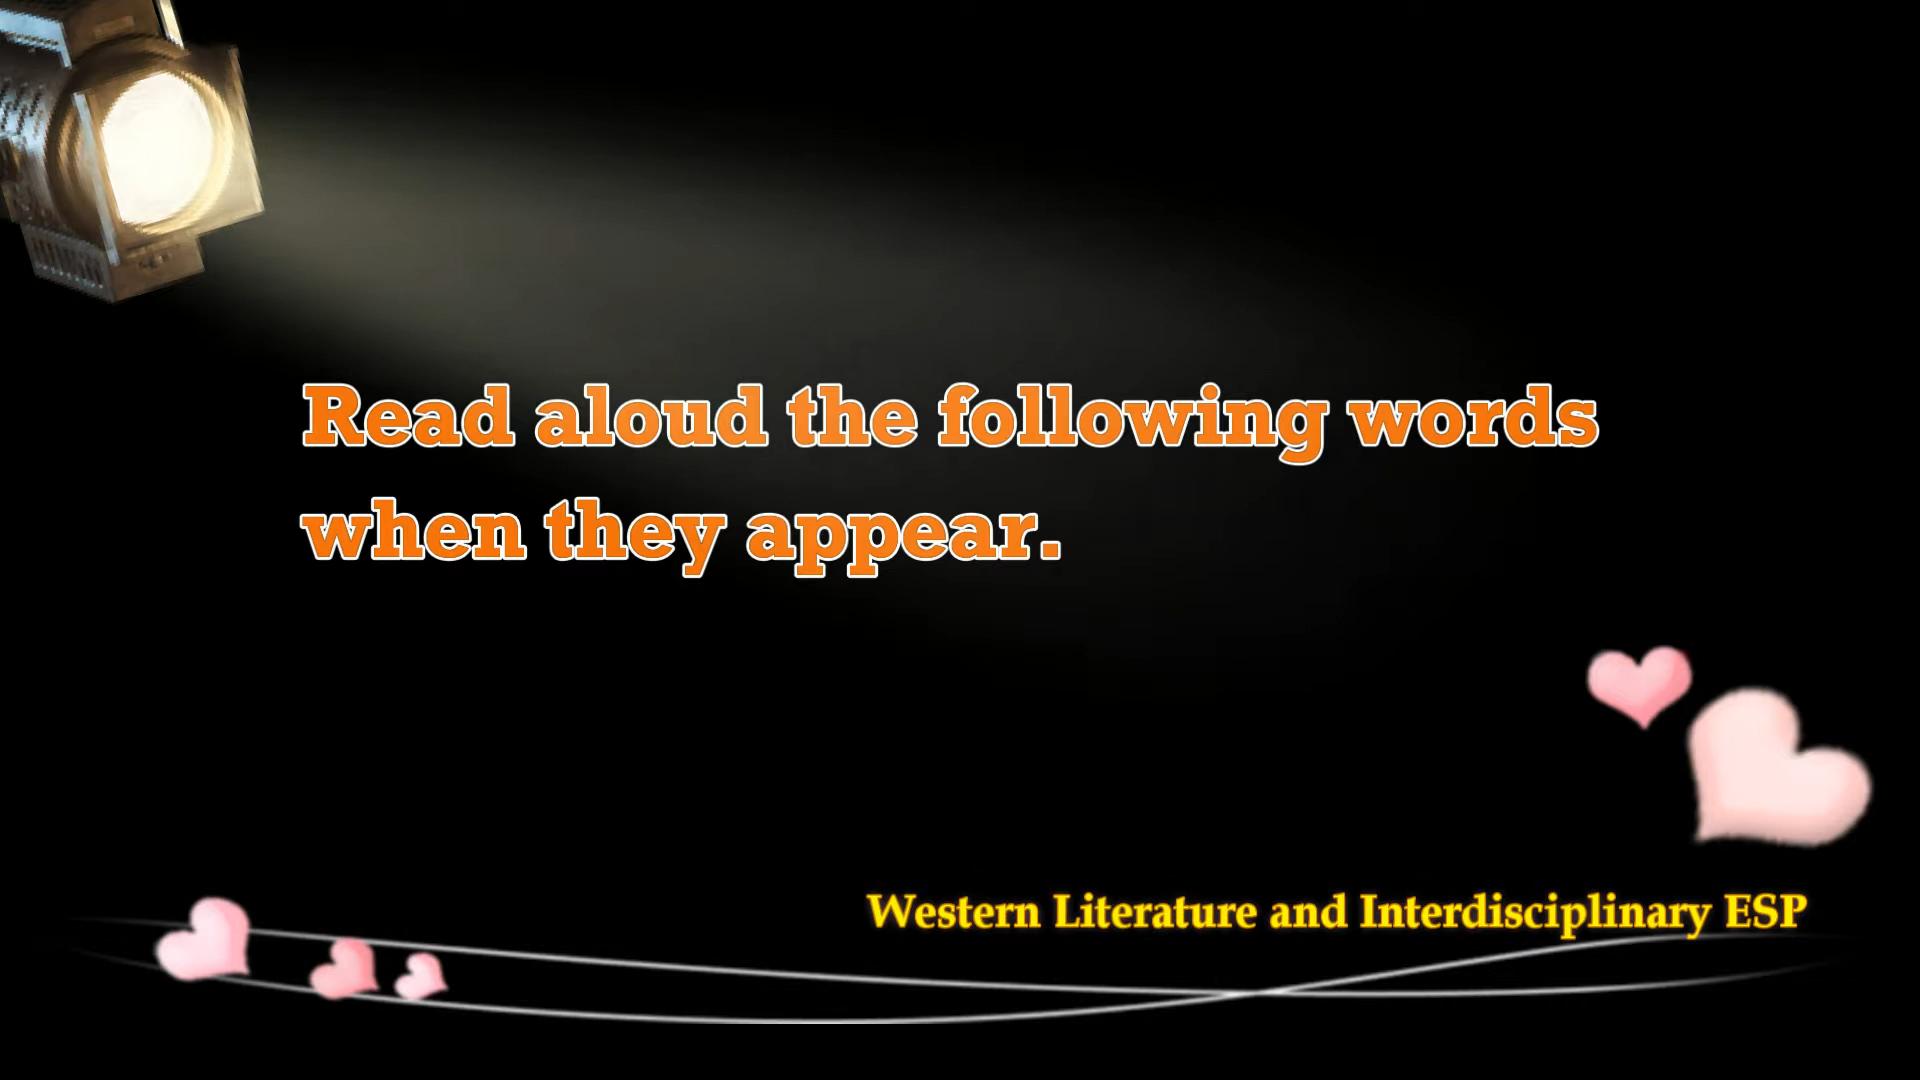 Read aloud the following words
when they appear.
Western Literature and Interdisciplinary ESP